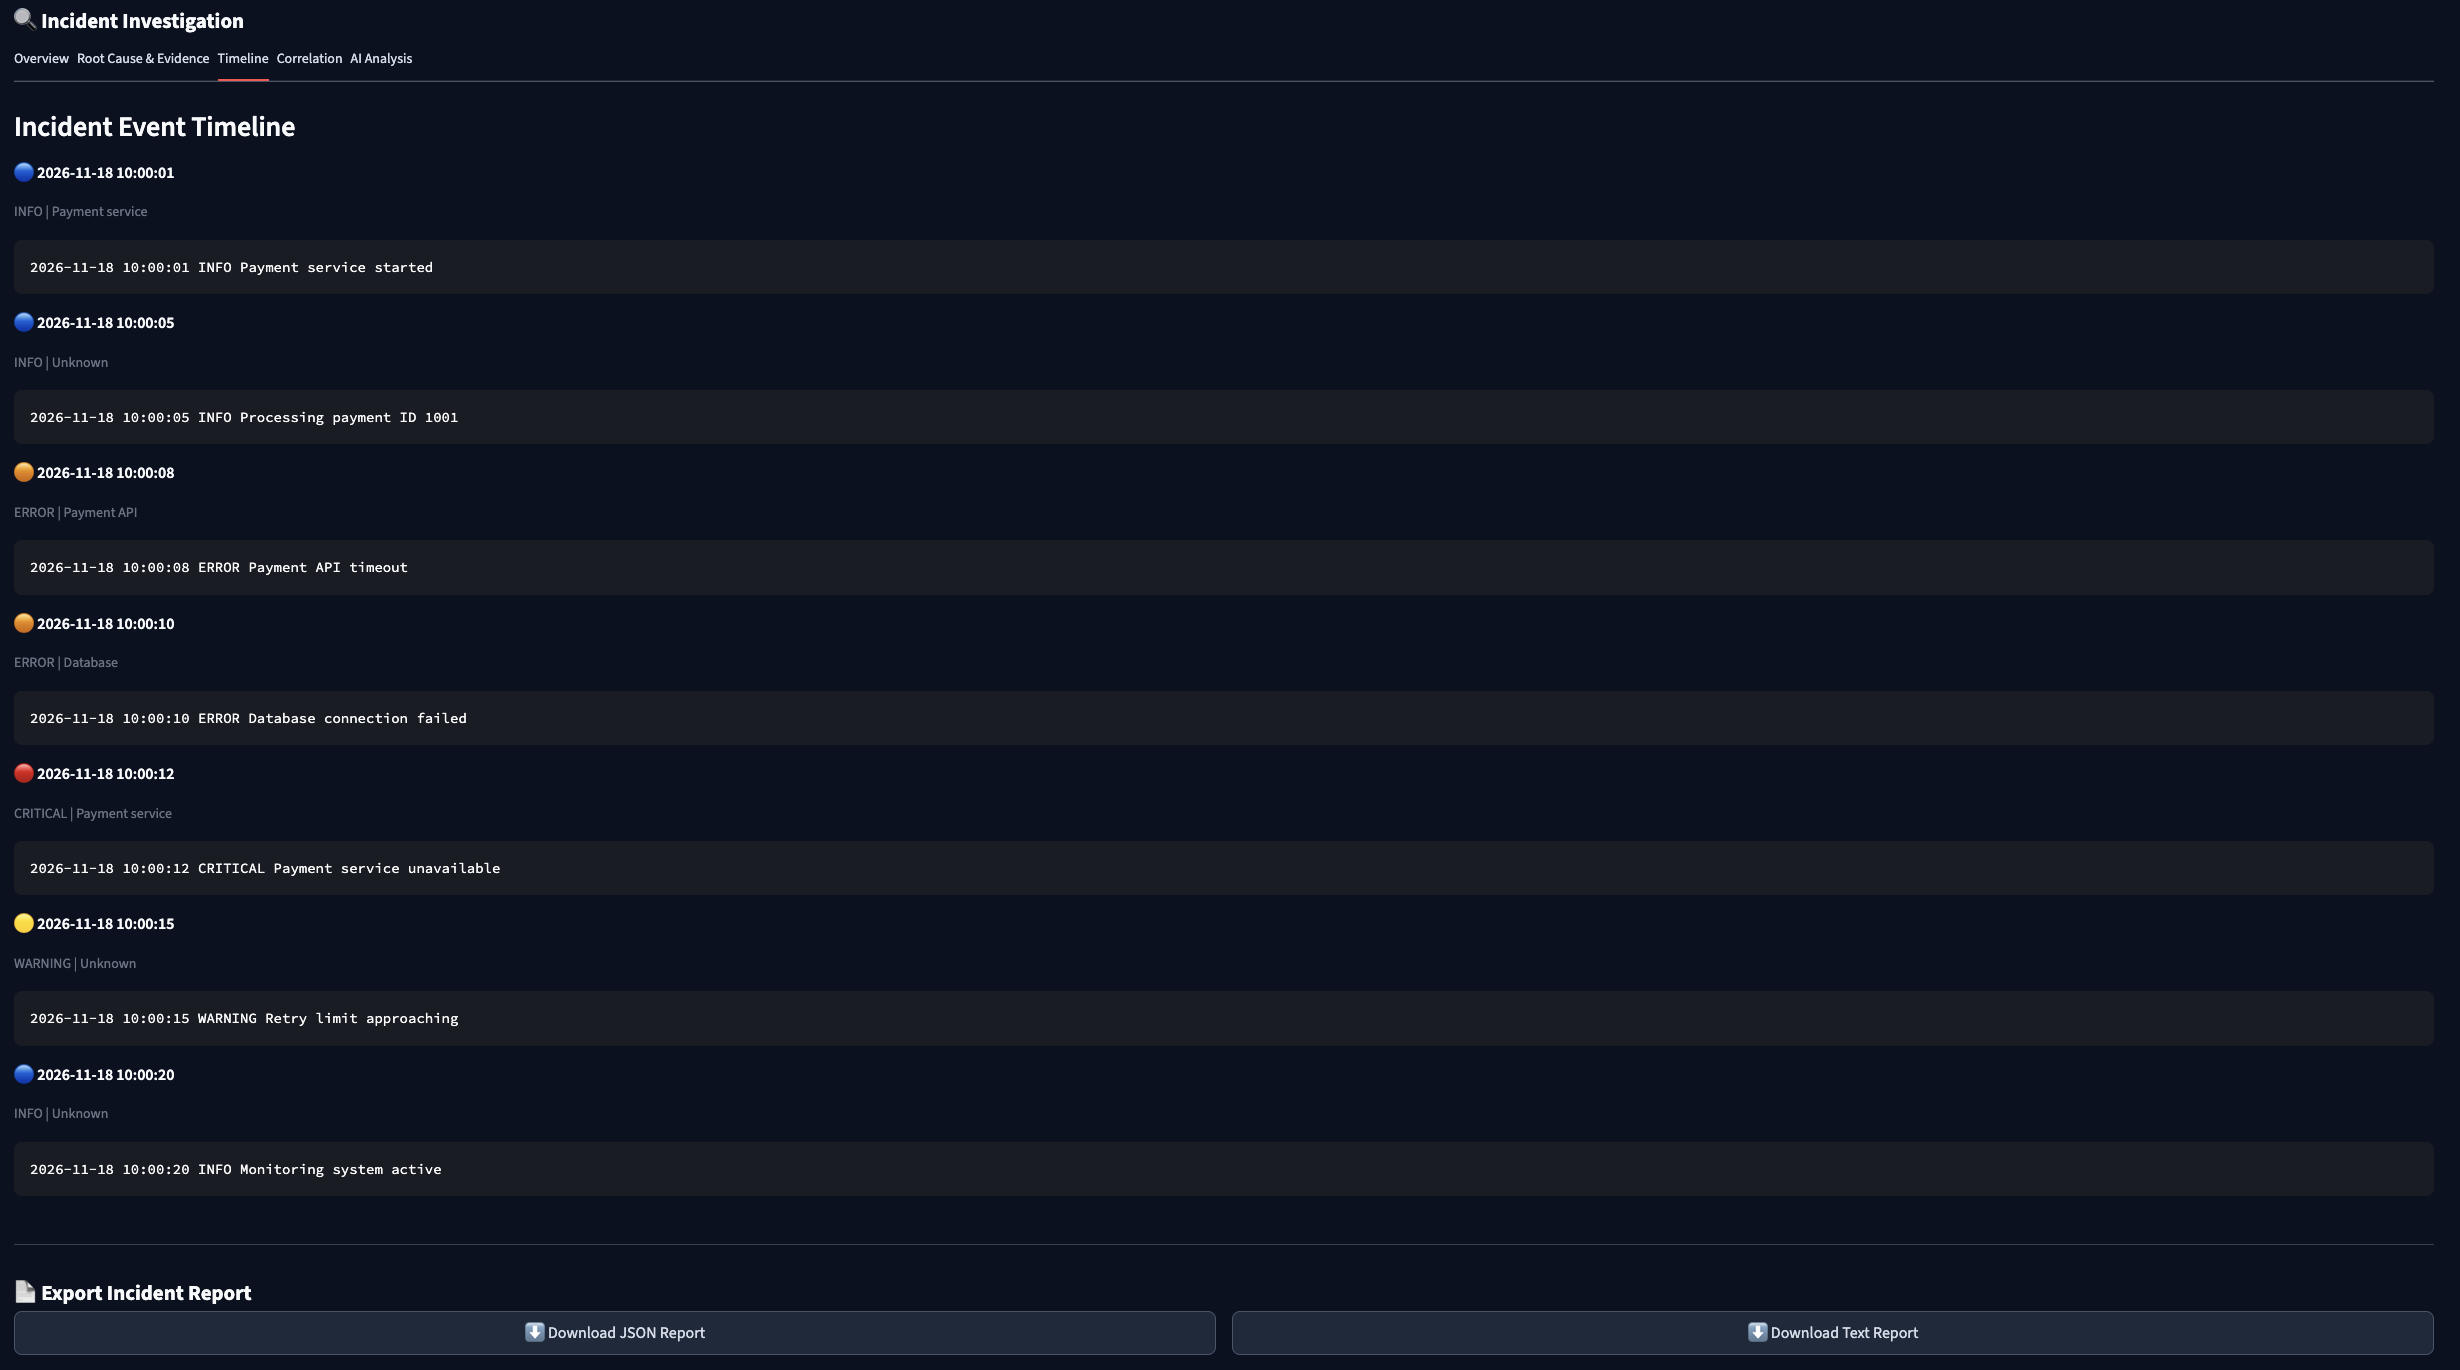 Incident Investigation
Overview Root Cause & Evidence Timeline Correlation AI Analysis
Incident Event Timeline
2026-11-18 10:00:01
INFO | Payment service
2026-11-18 10:00:01 INFO Payment service started
2026-11-18 10:00:05
INFO | Unknown
2026-11-18 10:00:05 INFO Processing payment ID 1001
2026-11-18 10:00:08
ERROR | Payment API
2026-11-18 10:00:08 ERROR Payment API timeout
2026-11-18 10:00:10
ERROR | Database
2026-11-18 10:00:10 ERROR Database connection failed
2026-11-18 10:00:12
CRITICAL | Payment service
2026-11-18 10:00:12 CRITICAL Payment service unavailable
2026-11-18 10:00:15
WARNING | Unknown
2026-11-18 10:00:15 WARNING Retry limit approaching
2026-11-18 10:00:20
INFO | Unknown
2026-11-18 10:00:20 INFO Monitoring system active
Export Incident Report
Download JSON Report
Download Text Report